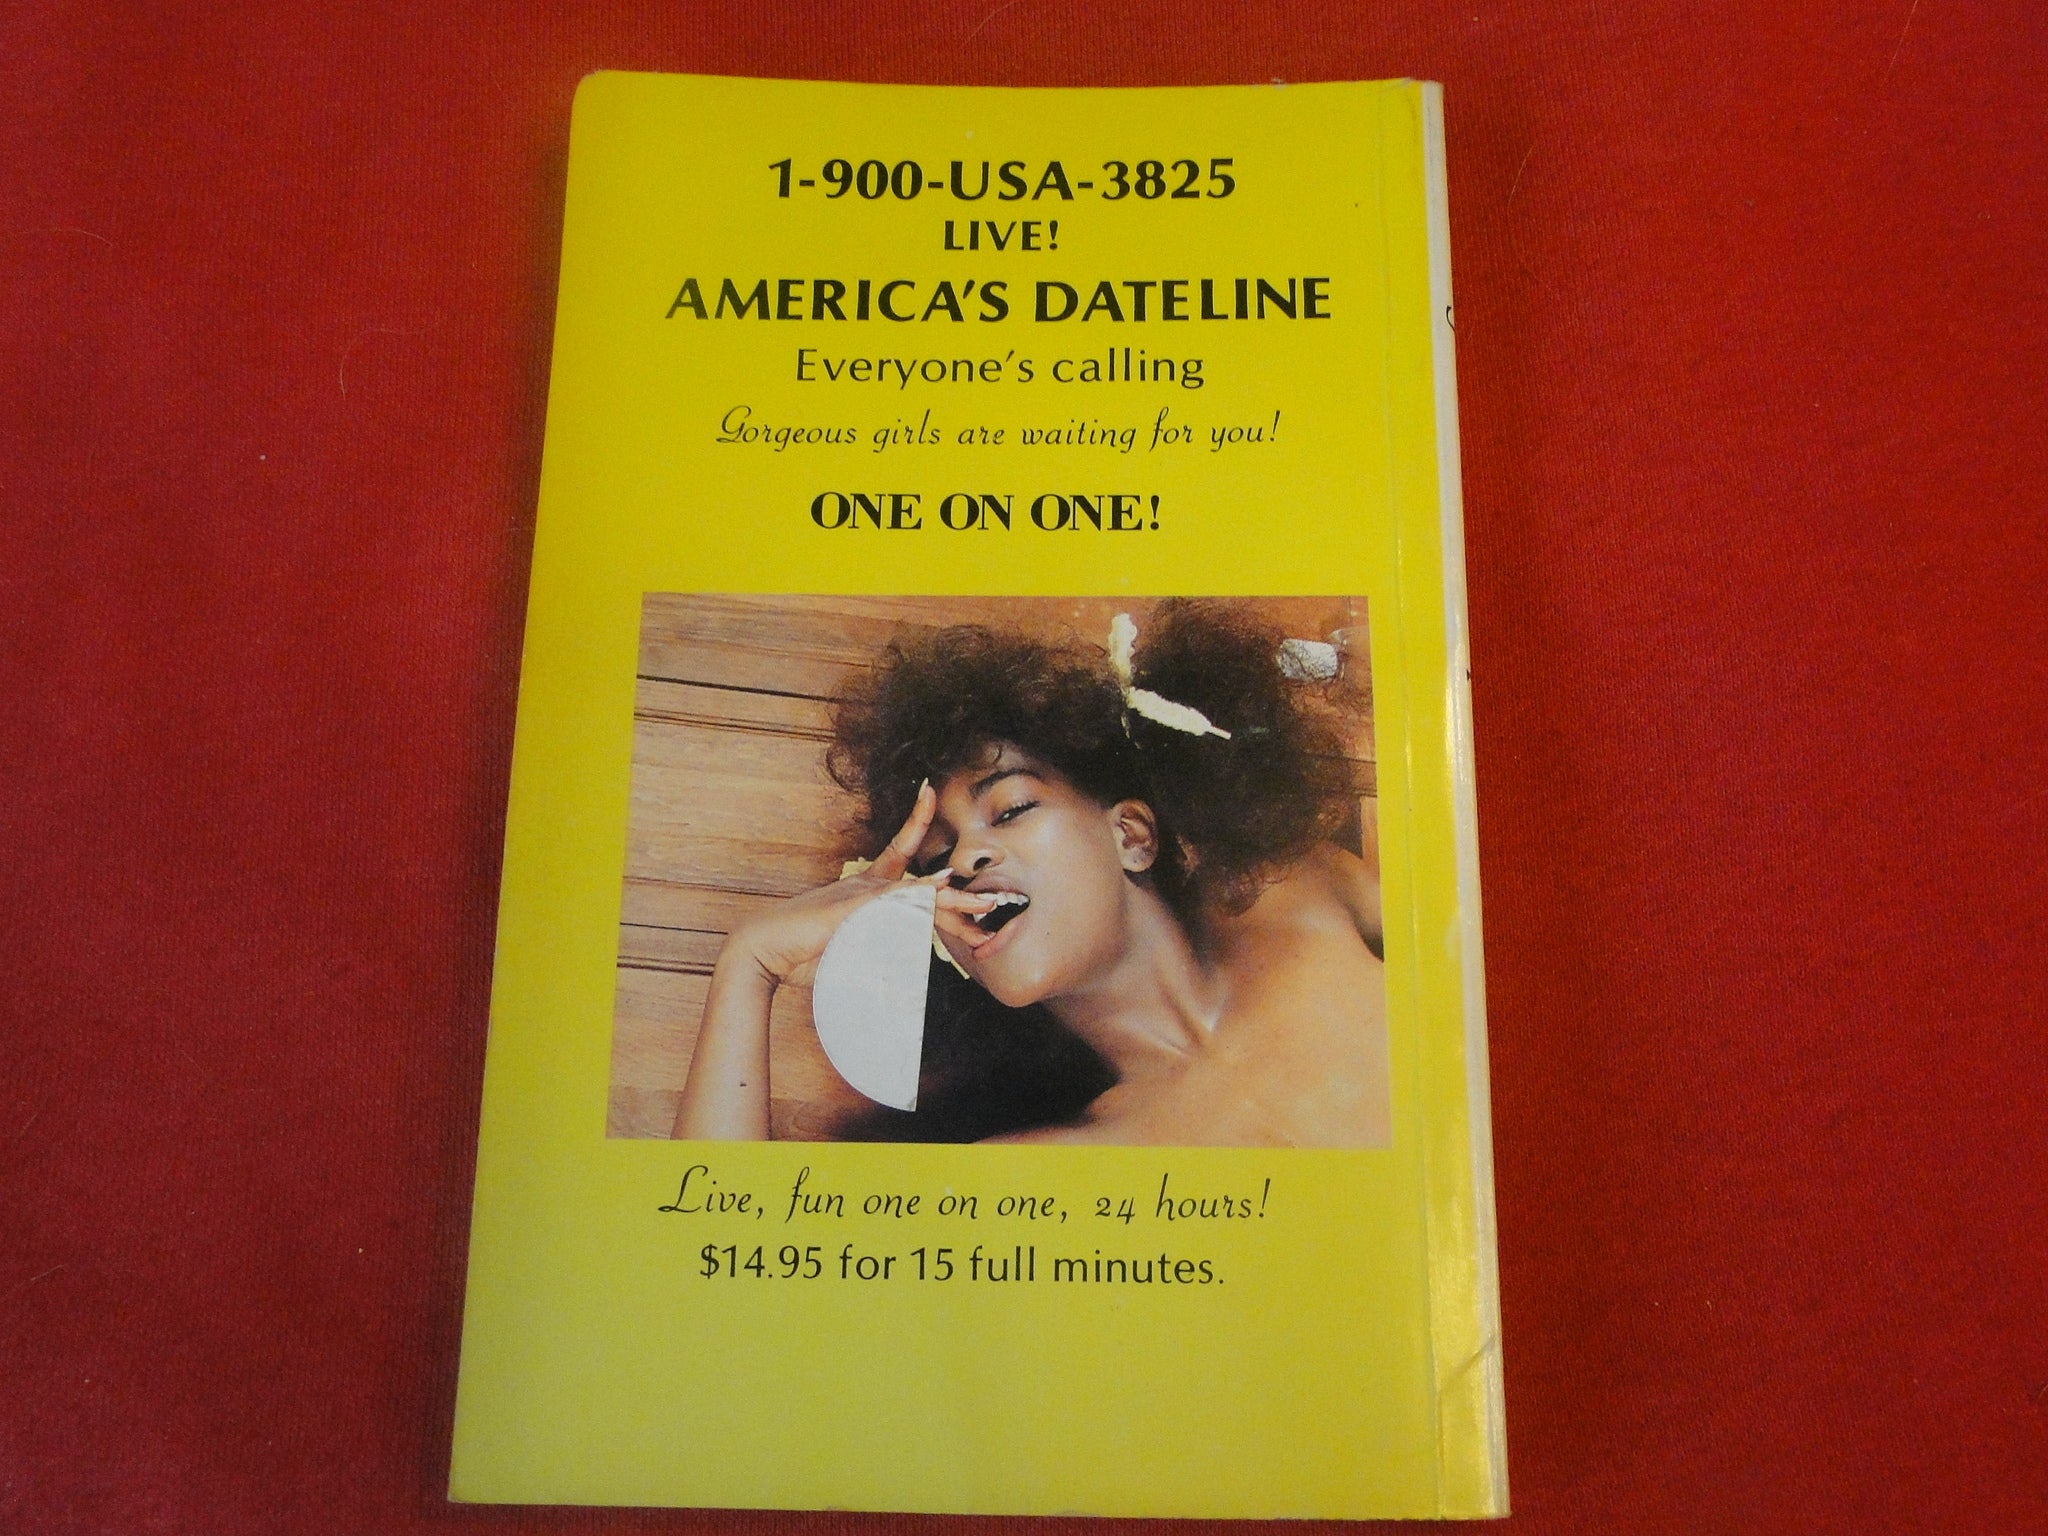 1-900-USA-3825
LIVE!
AMERICA'S DATELINE
Everyone's calling
Gorgeous girls are waiting for you!
ONE ON ONE!
Live, fun one on one, 24 hours!
$14.95 for 15 full minutes.